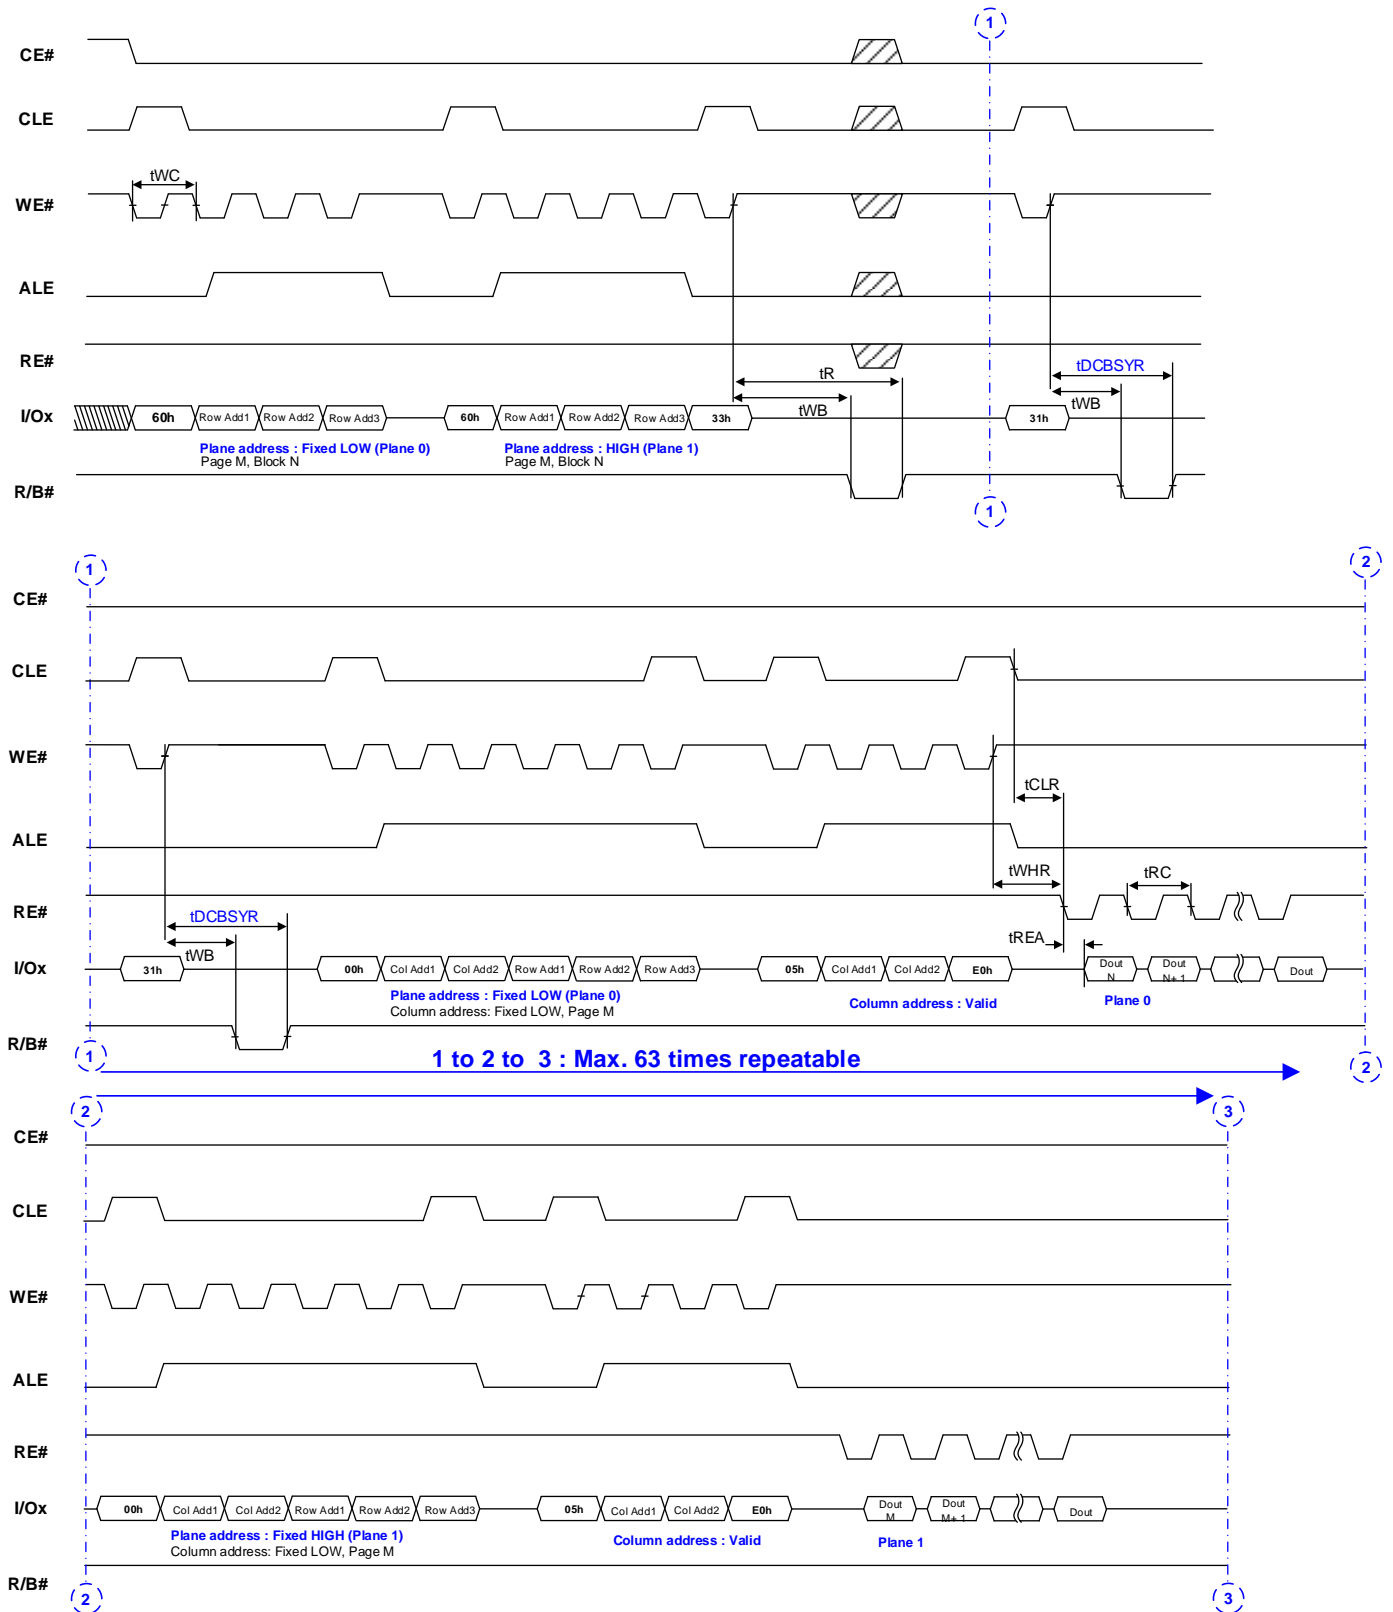 1
CE#
CLE
tWC
WE#
ALE
RE#
tR
tDCBSYR
tWB
tWB
I/Ox
60h Row Add1 Row Add2 Row Add3 60h Row Add1 Row Add2 Row Add3 33h 31h
Plane address : Fixed LOW (Plane 0) Plane address : HIGH (Plane 1)
Page M, Block N Page M, Block N
R/B#
1
1 2
CE#
CLE
WE#
tCLR
ALE
tWHR tRC
RE#
tDCBSYR
tREA
tWB
I/Ox
31h 00h Col Add1 Col Add2 Row Add1 Row Add2 Row Add3 05h Col Add1 Col Add2 E0h Dout N Dout N+ 1 Dout
Plane address : Fixed LOW (Plane 0)
Column address: Fixed LOW, Page M
Column address : Valid
Plane 0
R/B#
1 2
1 to 2 to 3 : Max. 63 times repeatable
2 3
CE#
CLE
WE#
ALE
RE#
I/Ox
00h Col Add1 Col Add2 Row Add1 Row Add2 Row Add3 05h Col Add1 Col Add2 E0h Dout M Dout M+ 1 Dout
Plane address : Fixed HIGH (Plane 1)
Column address: Fixed LOW, Page M
Column address : Valid
Plane 1
R/B#
2 3